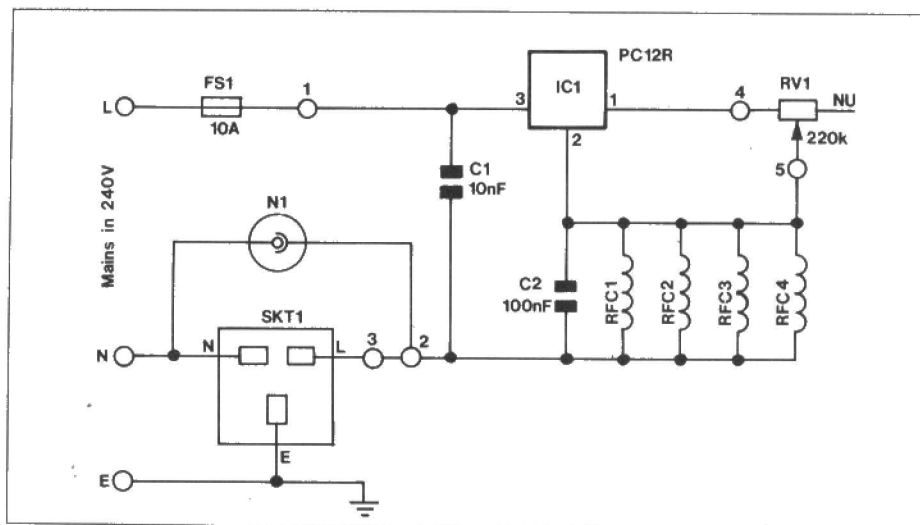 PC12R
FS1
1
3
IC1
1
4
RV1
NU
L
10A
2
220k
C1
10nF
5
Mains in 240V
N1
C2
100nF
RFC1
RFC2
RFC3
RFC4
SKT1
N
N
L
3
2
E
E